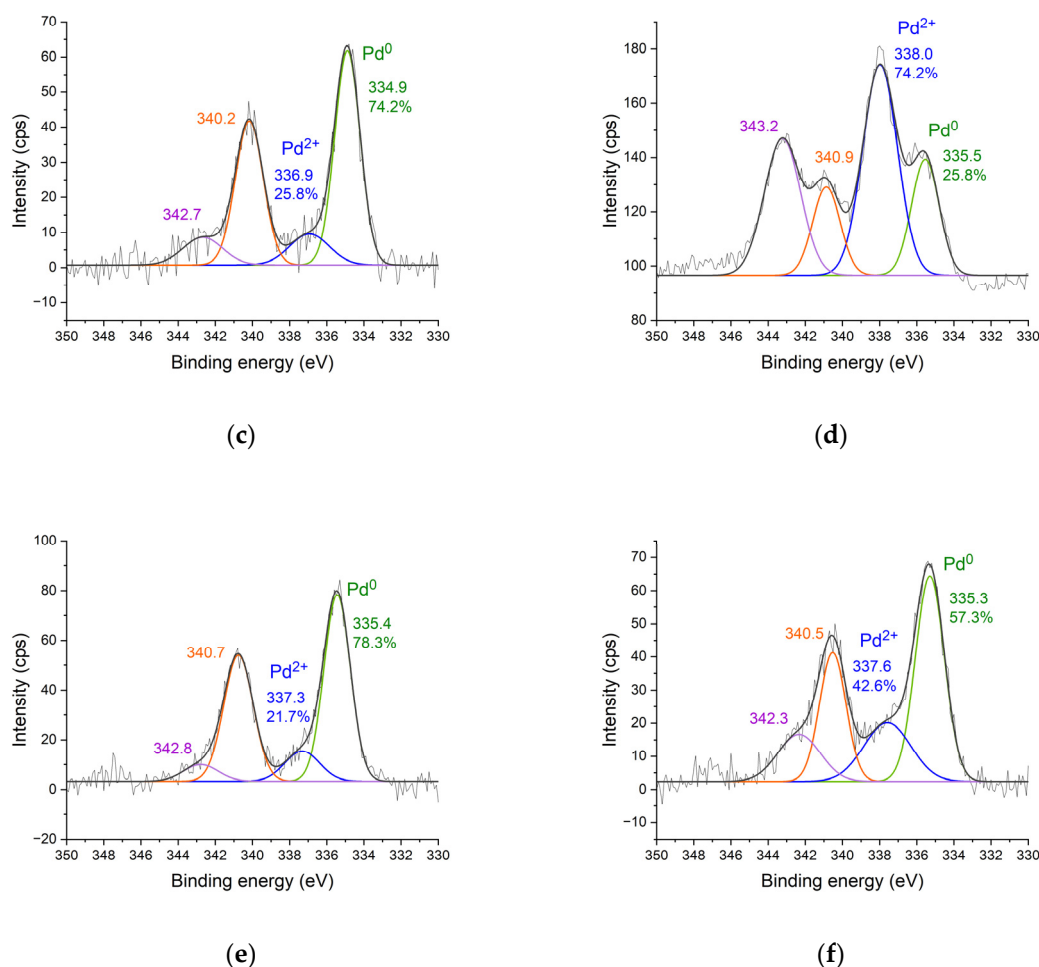 70
60
50
40
30
20
10
0
−10
Intensity (cps)
Pd⁰
334.9
74.2%
340.2
Pd²⁺
336.9
25.8%
342.7
350 348 346 344 342 340 338 336 334 332 330
Binding energy (eV)
(c)
180
160
140
120
100
80
Intensity (cps)
Pd²⁺
338.0
74.2%
343.2
340.9
Pd⁰
335.5
25.8%
350 348 346 344 342 340 338 336 334 332 330
Binding energy (eV)
(d)
100
80
60
40
20
0
−20
Intensity (cps)
Pd⁰
335.4
78.3%
340.7
Pd²⁺
337.3
21.7%
342.8
350 348 346 344 342 340 338 336 334 332 330
Binding energy (eV)
(e)
70
60
50
40
30
20
10
0
−10
Intensity (cps)
Pd⁰
335.3
57.3%
340.5
Pd²⁺
337.6
42.6%
342.3
350 348 346 344 342 340 338 336 334 332 330
Binding energy (eV)
(f)